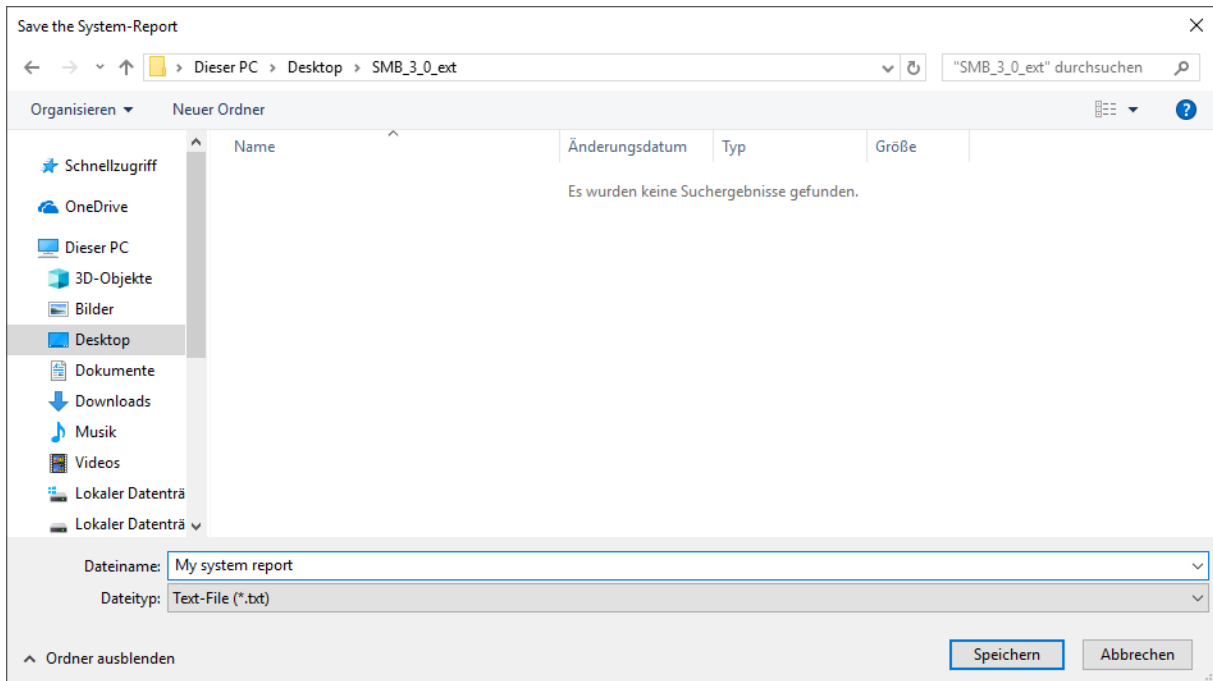 Save the System-Report
Dieser PC > Desktop > SMB_3_0_ext
"SMB_3_0_ext" durchsuchen
Organisieren
Neuer Ordner
?
Name
Änderungsdatum
Typ
Größe
Es wurden keine Suchergebnisse gefunden.
Schnellzugriff
OneDrive
Dieser PC
3D-Objekte
Bilder
Desktop
Dokumente
Downloads
Musik
Videos
Lokaler Datenträ
Lokaler Datenträ
Dateiname: My system report
Dateityp: Text-File (*.txt)
Ordner ausblenden
Speichern
Abbrechen